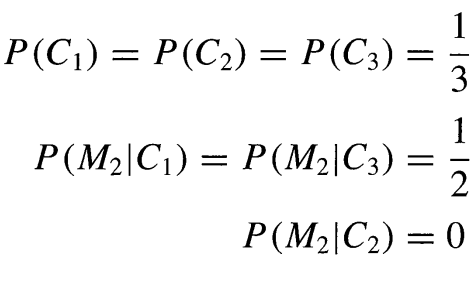 P(C₁) = P(C₂) = P(C₃) = 1/3
P(M₂|C₁) = P(M₂|C₃) = 1/2
P(M₂|C₂) = 0